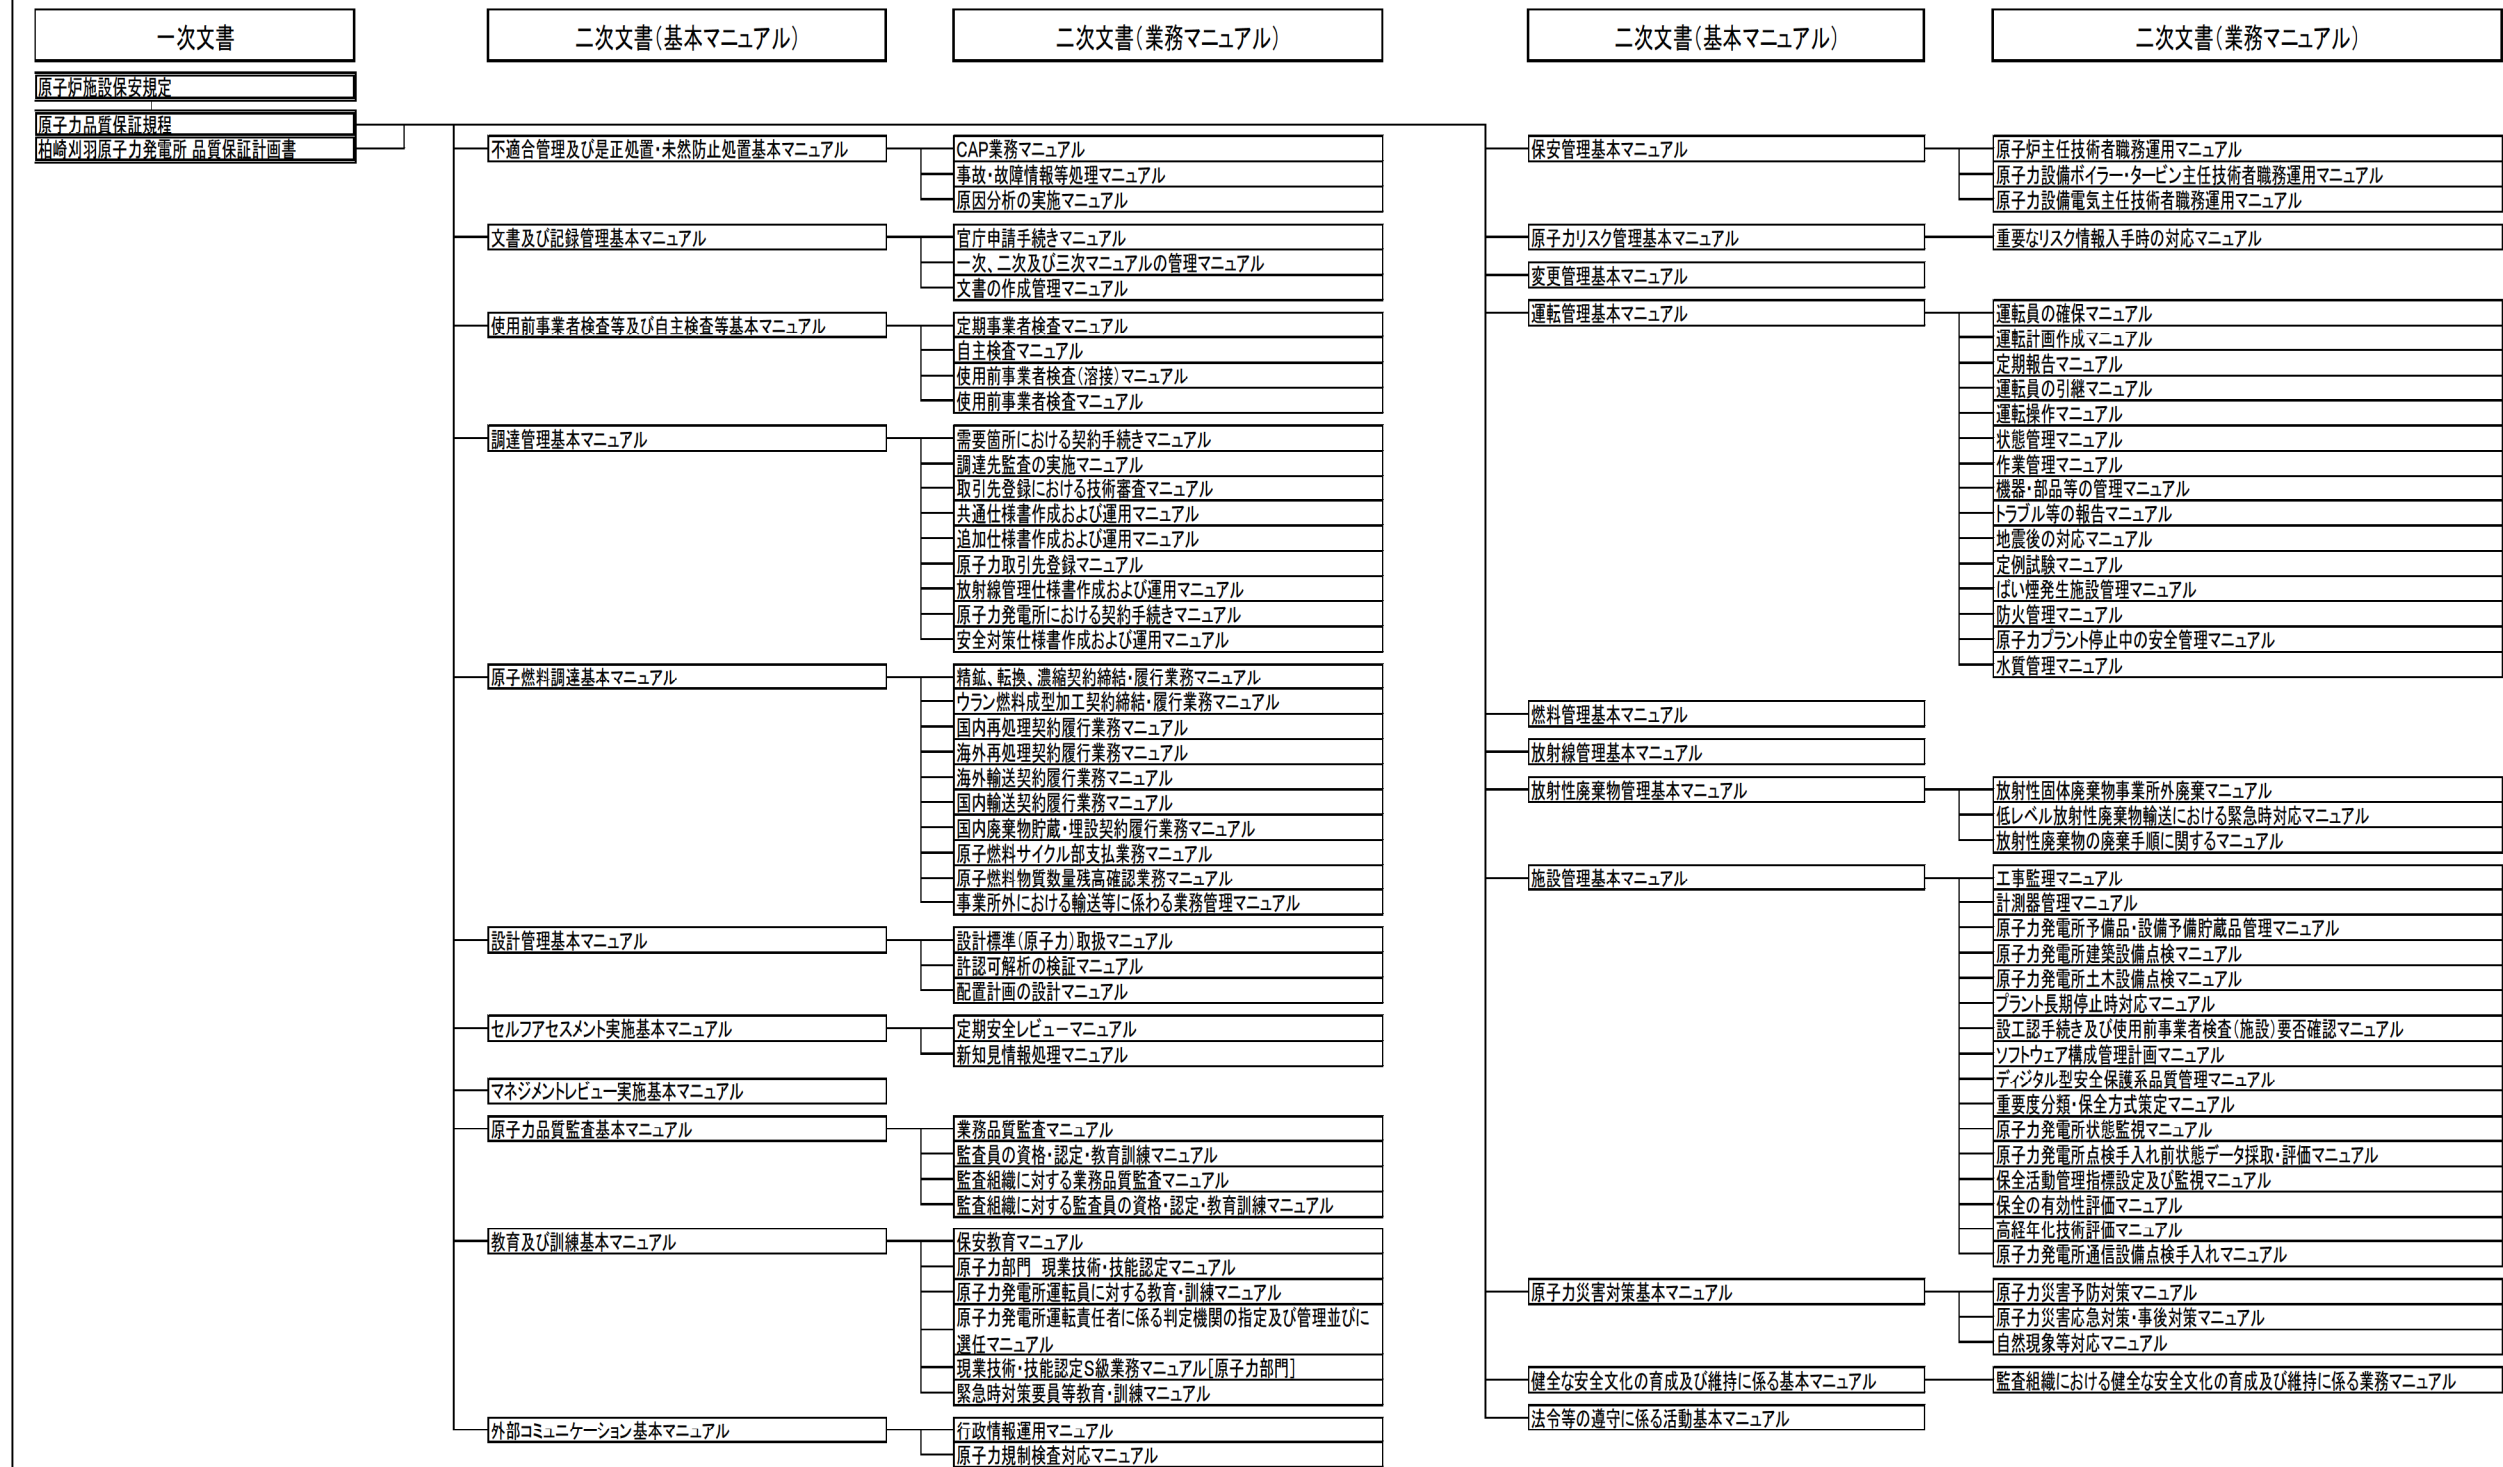 一次文書
二次文書(基本マニュアル)
二次文書(業務マニュアル)
二次文書(基本マニュアル)
二次文書(業務マニュアル)
原子炉施設保安規定
原子力品質保証規程
柏崎刈羽原子力発電所 品質保証計画書
不適合管理及び是正処置・未然防止処置基本マニュアル
CAP業務マニュアル
事故・故障情報等処理マニュアル
原因分析の実施マニュアル
文書及び記録管理基本マニュアル
官庁申請手続きマニュアル
一次、二次及び三次マニュアルの管理マニュアル
文書の作成管理マニュアル
使用前事業者検査等及び自主検査等基本マニュアル
定期事業者検査マニュアル
自主検査マニュアル
使用前事業者検査(溶接)マニュアル
使用前事業者検査マニュアル
調達管理基本マニュアル
需要箇所における契約手続きマニュアル
調達先監査の実施マニュアル
取引先登録における技術審査マニュアル
共通仕様書作成および運用マニュアル
追加仕様書作成および運用マニュアル
原子力取引先登録マニュアル
放射線管理仕様書作成および運用マニュアル
原子力発電所における契約手続きマニュアル
安全対策仕様書作成および運用マニュアル
原子燃料調達基本マニュアル
精鉱、転換、濃縮契約締結・履行業務マニュアル
ウラン燃料成型加工契約締結・履行業務マニュアル
国内再処理契約履行業務マニュアル
海外再処理契約履行業務マニュアル
海外輸送契約履行業務マニュアル
国内輸送契約履行業務マニュアル
国内廃棄物貯蔵・埋設契約履行業務マニュアル
原子燃料サイクル部支払業務マニュアル
原子燃料物質数量残高確認業務マニュアル
事業所外における輸送等に係わる業務管理マニュアル
設計管理基本マニュアル
設計標準(原子力)取扱マニュアル
許認可解析の検証マニュアル
配置計画の設計マニュアル
セルフアセスメント実施基本マニュアル
定期安全レビューマニュアル
新知見情報処理マニュアル
マネジメントレビュー実施基本マニュアル
原子力品質監査基本マニュアル
業務品質監査マニュアル
監査員の資格・認定・教育訓練マニュアル
監査組織に対する業務品質監査マニュアル
監査組織に対する監査員の資格・認定・教育訓練マニュアル
教育及び訓練基本マニュアル
保安教育マニュアル
原子力部門 現業技術・技能認定マニュアル
原子力発電所運転員に対する教育・訓練マニュアル
原子力発電所運転責任者に係る判定機関の指定及び管理並びに
選任マニュアル
現業技術・技能認定S級業務マニュアル[原子力部門]
緊急時対策要員等教育・訓練マニュアル
外部コミュニケーション基本マニュアル
行政情報運用マニュアル
原子力規制検査対応マニュアル
保安管理基本マニュアル
原子炉主任技術者職務運用マニュアル
原子力設備ボイラー・タービン主任技術者職務運用マニュアル
原子力設備電気主任技術者職務運用マニュアル
原子力リスク管理基本マニュアル
重要なリスク情報入手時の対応マニュアル
変更管理基本マニュアル
運転管理基本マニュアル
運転員の確保マニュアル
運転計画作成マニュアル
定期報告マニュアル
運転員の引継マニュアル
運転操作マニュアル
状態管理マニュアル
作業管理マニュアル
機器・部品等の管理マニュアル
トラブル等の報告マニュアル
地震後の対応マニュアル
定例試験マニュアル
ばい煙発生施設管理マニュアル
防火管理マニュアル
原子力プラント停止中の安全管理マニュアル
水質管理マニュアル
燃料管理基本マニュアル
放射線管理基本マニュアル
放射性廃棄物管理基本マニュアル
放射性固体廃棄物事業所外廃棄マニュアル
低レベル放射性廃棄物輸送における緊急時対応マニュアル
放射性廃棄物の廃棄手順に関するマニュアル
施設管理基本マニュアル
工事監理マニュアル
計測器管理マニュアル
原子力発電所予備品・設備予備貯蔵品管理マニュアル
原子力発電所建築設備点検マニュアル
原子力発電所土木設備点検マニュアル
プラント長期停止時対応マニュアル
設工認手続き及び使用前事業者検査(施設)要否確認マニュアル
ソフトウェア構成管理計画マニュアル
ディジタル型安全保護系品質管理マニュアル
重要度分類・保全方式策定マニュアル
原子力発電所状態監視マニュアル
原子力発電所点検手入れ前状態データ採取・評価マニュアル
保全活動管理指標設定及び監視マニュアル
保全の有効性評価マニュアル
高経年化技術評価マニュアル
原子力発電所通信設備点検手入れマニュアル
原子力災害対策基本マニュアル
原子力災害予防対策マニュアル
原子力災害応急対策・事後対策マニュアル
自然現象等対応マニュアル
健全な安全文化の育成及び維持に係る基本マニュアル
監査組織における健全な安全文化の育成及び維持に係る業務マニュアル
法令等の遵守に係る活動基本マニュアル